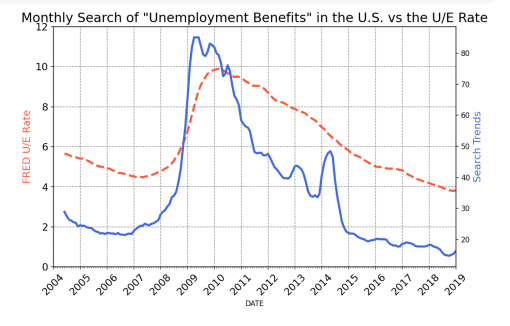 Monthly Search of "Unemployment Benefits" in the U.S. vs the U/E Rate
12
10
8
6
4
2
0
FRED U/E Rate
80
70
60
50
40
30
20
Search Trends
2004 2005 2006 2007 2008 2009 2010 2011 2012 2013 2014 2015 2016 2017 2018 2019
DATE